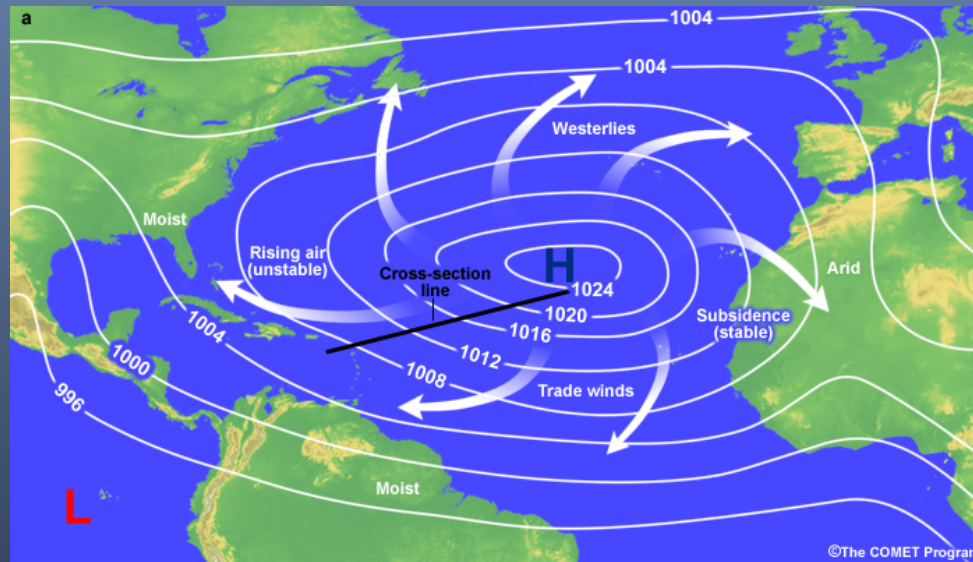 a
1004
1004
Westerlies
Moist
Rising air
(unstable)
H
Arid
Cross-section
line
1024
1020
Subsidence
(stable)
1004
1016
1012
1000
1008
Trade winds
996
Moist
L
©The COMET Program